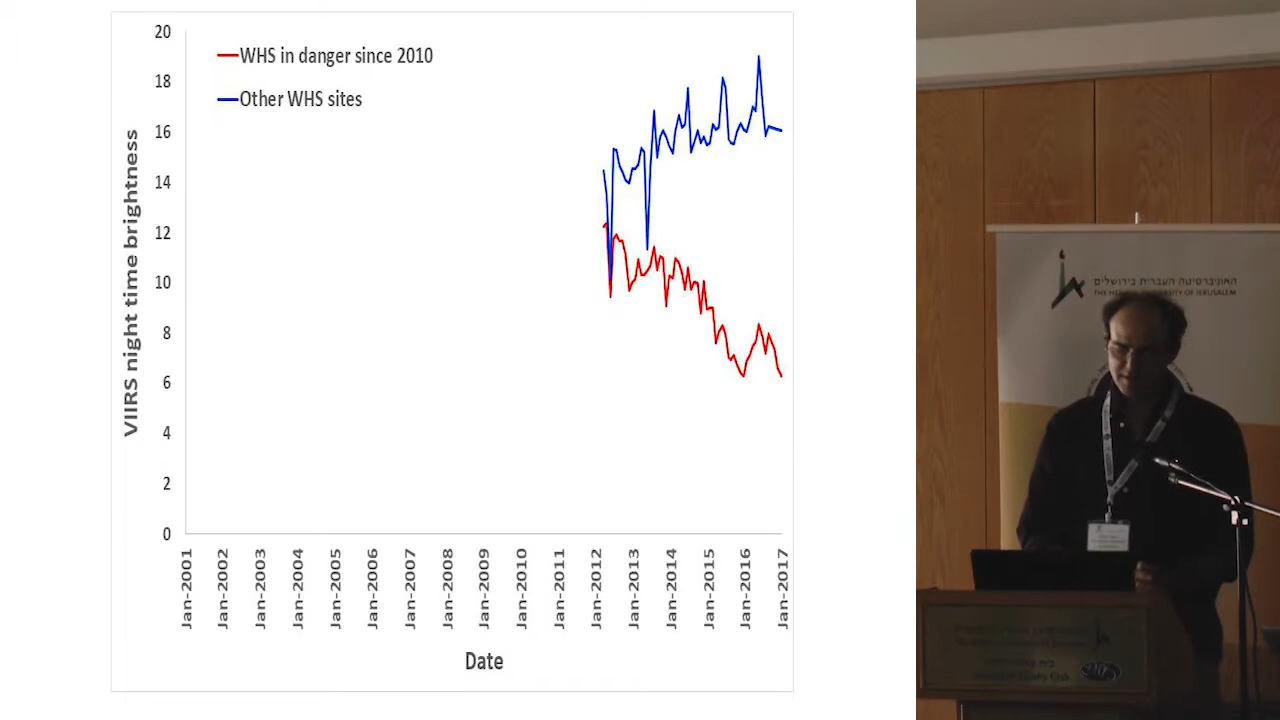 20
18
16
14
12
10
8
6
4
2
0
VIIRS night time brightness
WHS in danger since 2010
Other WHS sites
Jan-2001
Jan-2002
Jan-2003
Jan-2004
Jan-2005
Jan-2006
Jan-2007
Jan-2008
Jan-2009
Jan-2010
Jan-2011
Jan-2012
Jan-2013
Jan-2014
Jan-2015
Jan-2016
Jan-2017
Date
האוניברסיטה העברית בירושלים
THE HEBREW UNIVERSITY OF JERUSALEM